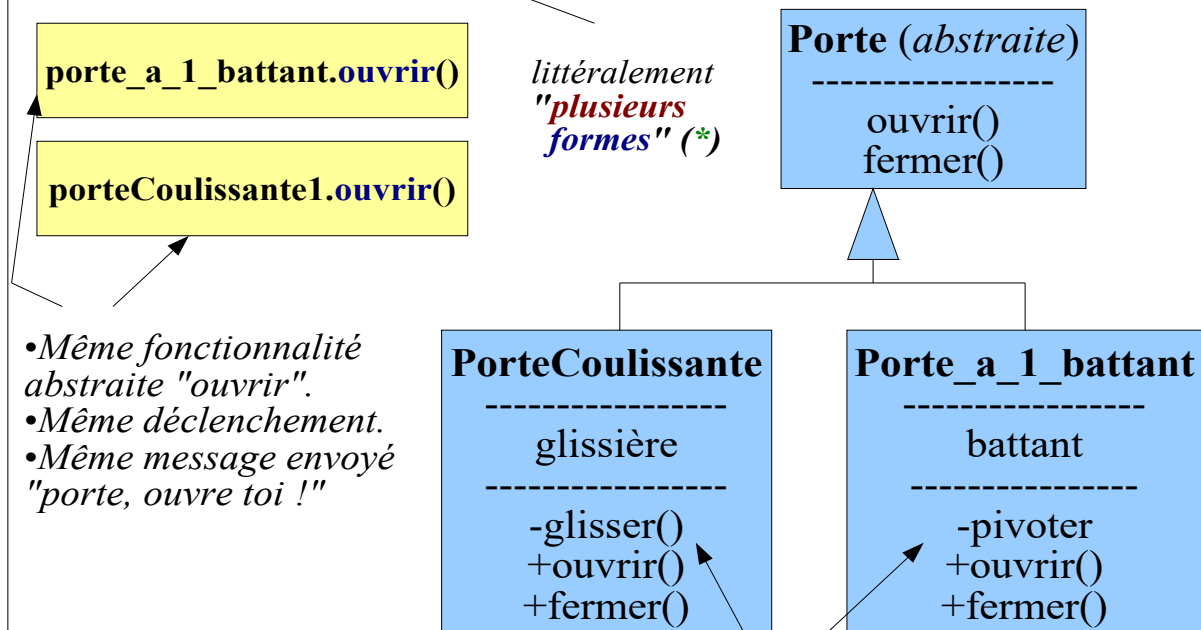 porte_a_1_battant.ouvrir()
porteCoulissante1.ouvrir()
•Même fonctionnalité
abstraite "ouvrir".
•Même déclenchement.
•Même message envoyé
"porte, ouvre toi !"
littéralement
"plusieurs
formes" (*)
Porte (abstraite)
-----------------
ouvrir()
fermer()
PorteCoulissante
-----------------
glissière
-----------------
-glisser()
+ouvrir()
+fermer()
Porte_a_1_battant
-----------------
battant
----------------
-pivoter
+ouvrir()
+fermer()